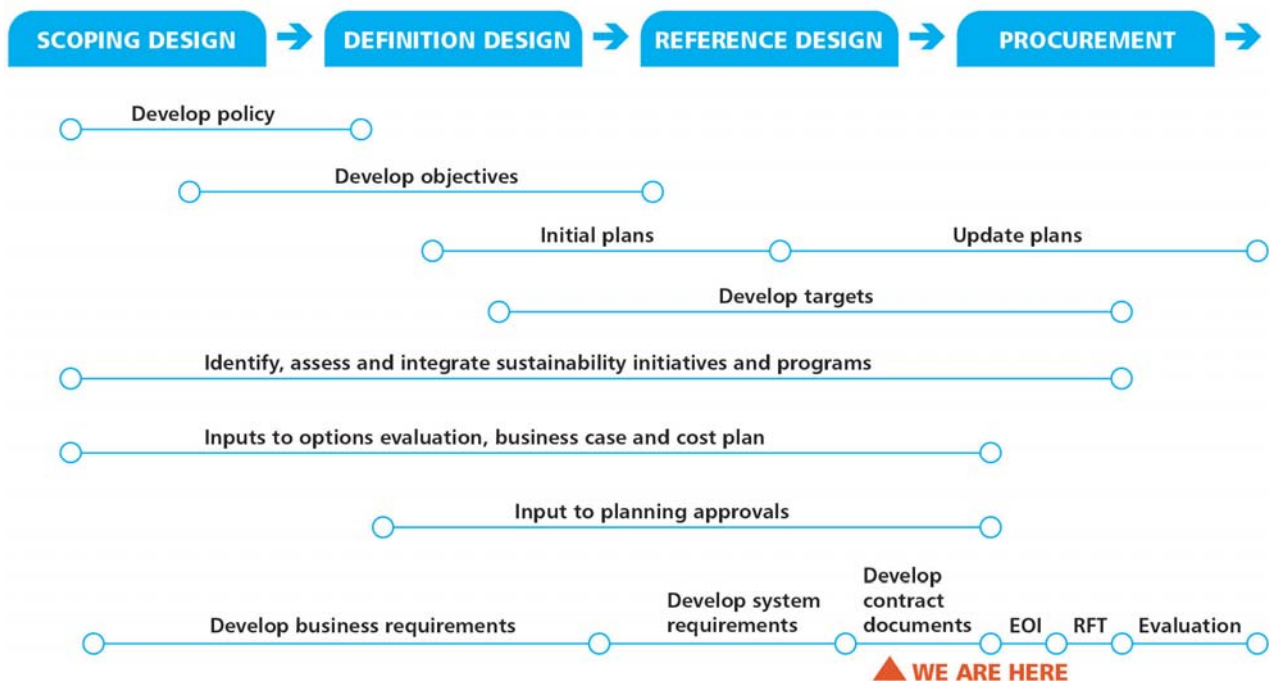 SCOPING DESIGN
DEFINITION DESIGN
REFERENCE DESIGN
PROCUREMENT
Develop policy
Develop objectives
Initial plans
Update plans
Develop targets
Identify, assess and integrate sustainability initiatives and programs
Inputs to options evaluation, business case and cost plan
Input to planning approvals
Develop business requirements
Develop system
requirements
Develop
contract
documents
EOI
RFT
Evaluation
WE ARE HERE